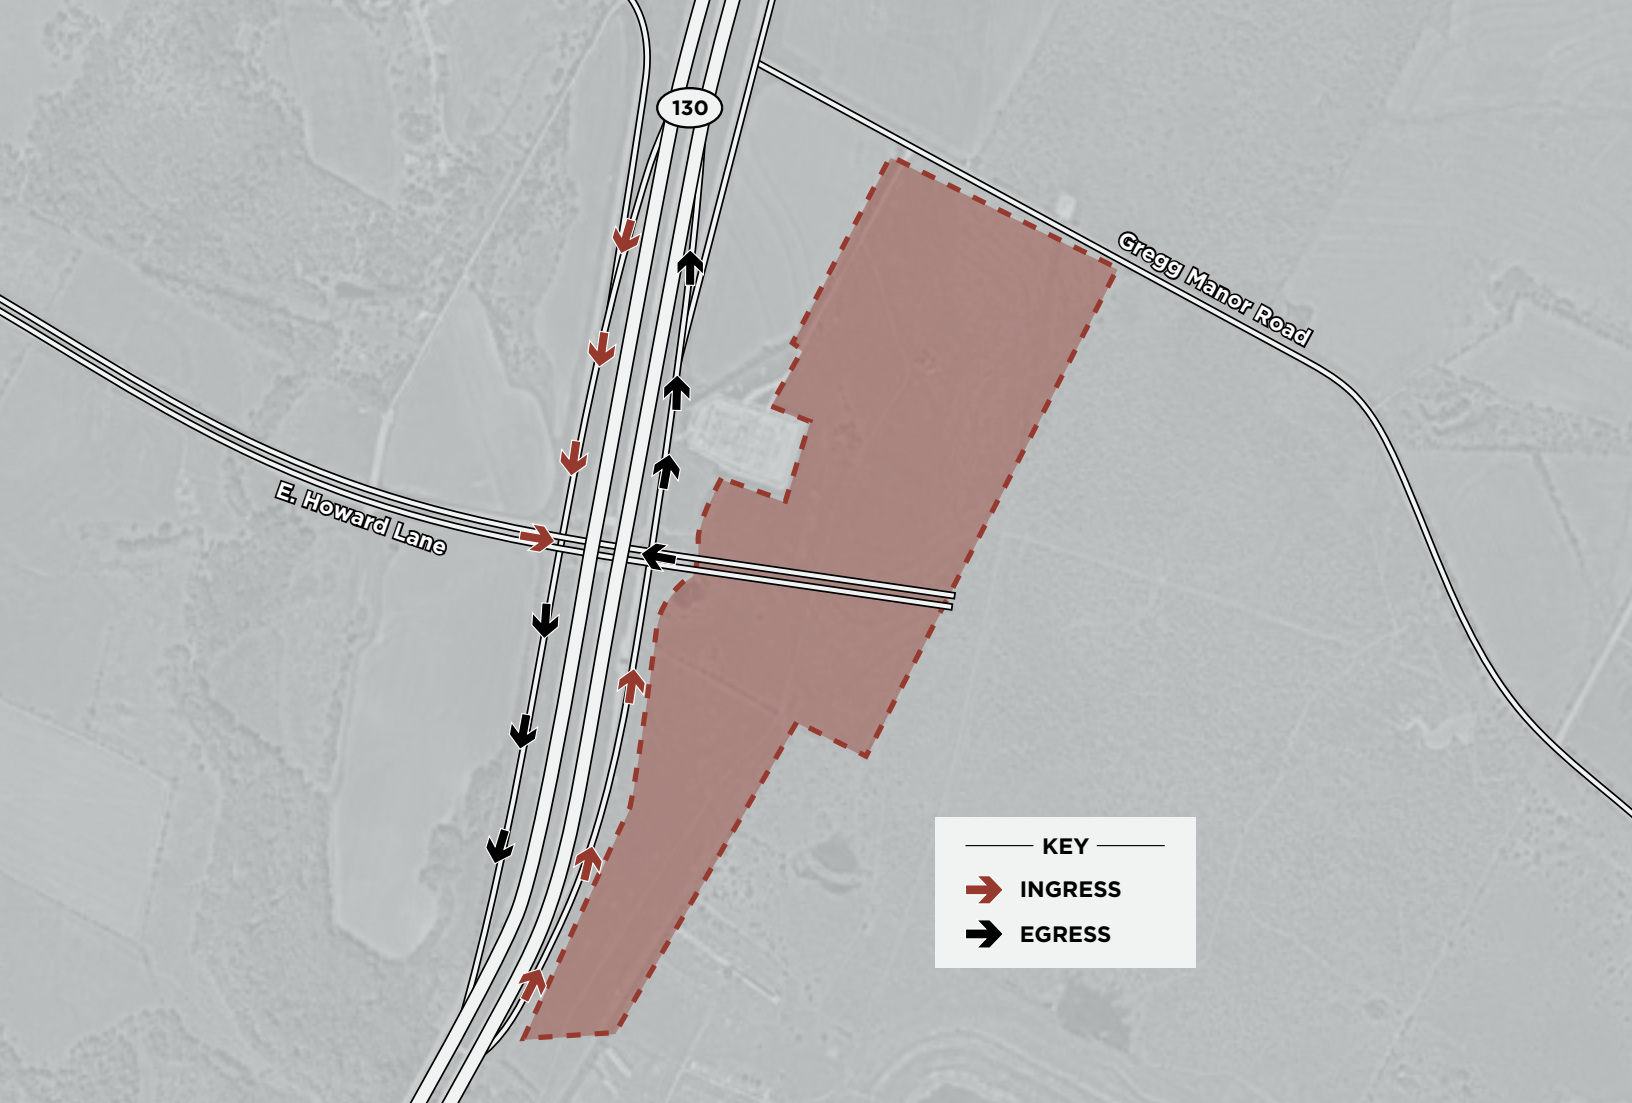 130
Gregg Manor Road
E. Howard Lane
KEY
INGRESS
EGRESS